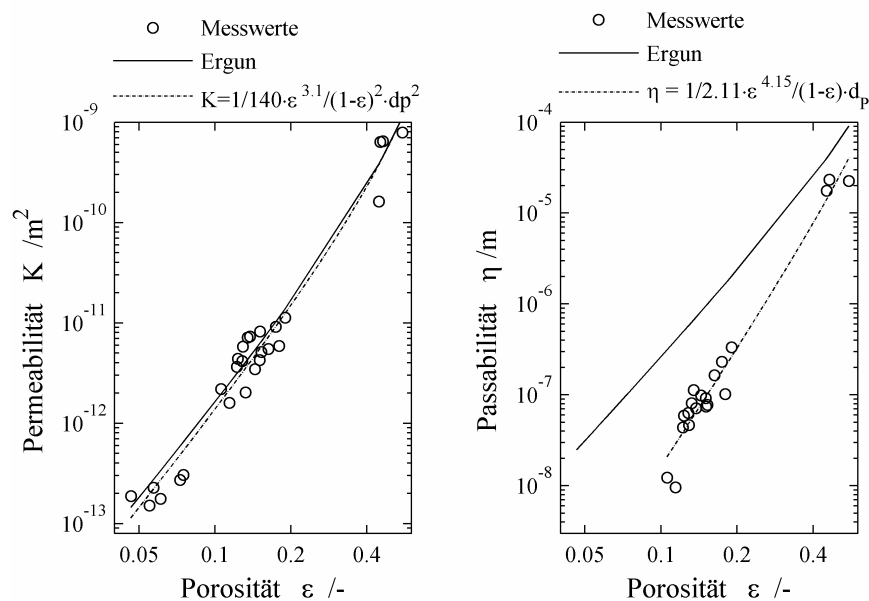 Messwerte
Ergun
K=1/140·ε^3.1/(1-ε)^2·dp^2
10^-9
10^-10
10^-11
10^-12
10^-13
Permeabilität K /m^2
0.05
0.1
0.2
0.4
Porosität ε /-
Messwerte
Ergun
η = 1/2.11·ε^4.15/(1-ε)·d_P
10^-4
10^-5
10^-6
10^-7
10^-8
Passabilität η /m
0.05
0.1
0.2
0.4
Porosität ε /-